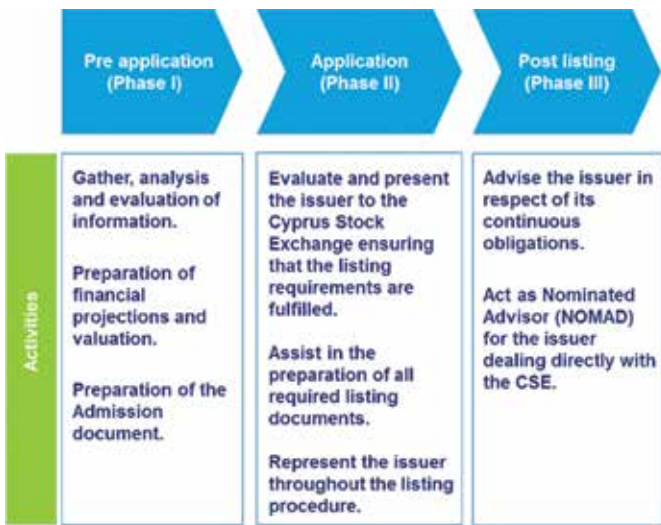 Pre application
(Phase I)
Application
(Phase II)
Post listing
(Phase III)
Activities
Gather, analysis
and evaluation of
information.
Preparation of
financial
projections and
valuation.
Preparation of the
Admission
document.
Evaluate and present
the issuer to the
Cyprus Stock
Exchange ensuring
that the listing
requirements are
fulfilled.
Assist in the
preparation of all
required listing
documents.
Represent the issuer
throughout the listing
procedure.
Advise the issuer in
respect of its
continuous
obligations.
Act as Nominated
Advisor (NOMAD)
for the issuer
dealing directly with
the CSE.